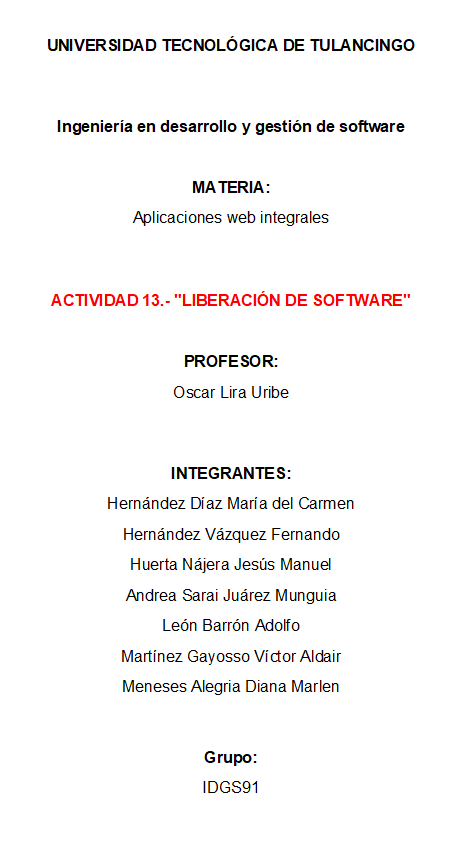 UNIVERSIDAD TECNOLÓGICA DE TULANCINGO
Ingeniería en desarrollo y gestión de software
MATERIA:
Aplicaciones web integrales
ACTIVIDAD 13.- "LIBERACIÓN DE SOFTWARE"
PROFESOR:
Oscar Lira Uribe
INTEGRANTES:
Hernández Díaz María del Carmen
Hernández Vázquez Fernando
Huerta Nájera Jesús Manuel
Andrea Sarai Juárez Munguia
León Barrón Adolfo
Martínez Gayosso Víctor Aldair
Meneses Alegria Diana Marlen
Grupo:
IDGS91